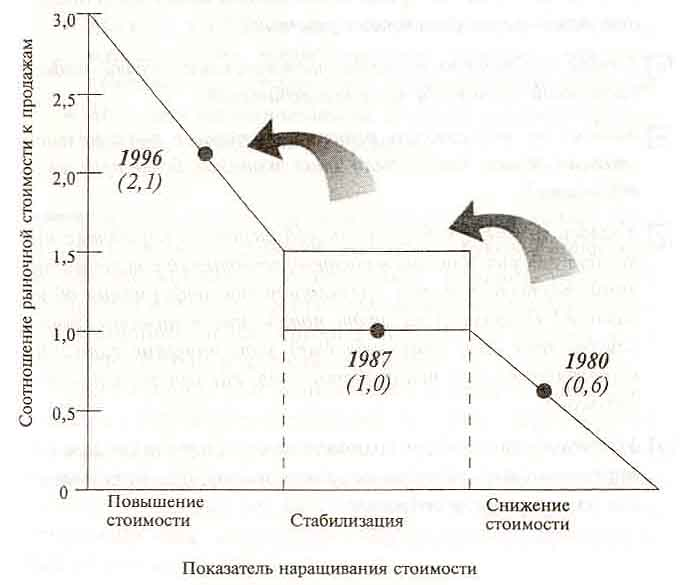 Соотношение рыночной стоимости к продажам
3,0
2,5
2,0
1,5
1,0
0,5
0
1996
(2,1)
1987
(1,0)
1980
(0,6)
Повышение
стоимости
Стабилизация
Снижение
стоимости
Показатель наращивания стоимости